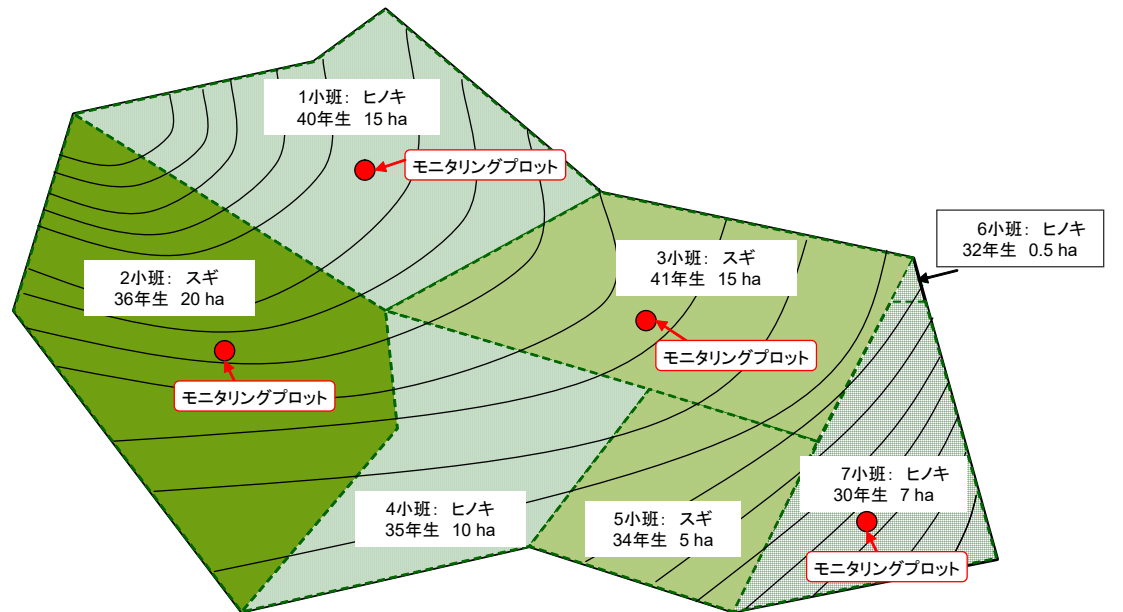 1小班： ヒノキ
40年生 15 ha
モニタリングプロット
2小班： スギ
36年生 20 ha
モニタリングプロット
3小班： スギ
41年生 15 ha
モニタリングプロット
6小班： ヒノキ
32年生 0.5 ha
4小班： ヒノキ
35年生 10 ha
5小班： スギ
34年生 5 ha
7小班： ヒノキ
30年生 7 ha
モニタリングプロット